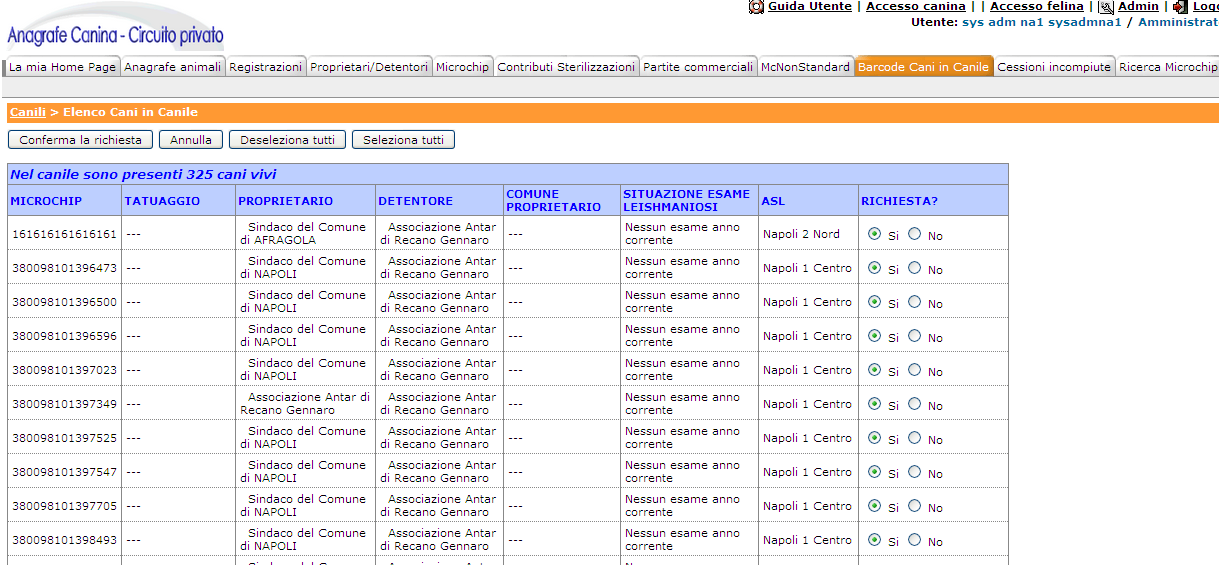 Guida Utente | Accesso canina | | Accesso felina | Admin |
Utente: sys adm na1 sysadmna1 /
Anagrafe Canina - Circuito privato
La mia Home Page Anagrafe animali Registrazioni Proprietari/Detentori Microchip Contributi Sterilizzazioni Partite commerciali McNonStandard Barcode Cani in Canile Cessioni incompiute Ricerca Microchip
Canili > Elenco Cani in Canile
Conferma la richiesta Annulla Deseleziona tutti Seleziona tutti
Nel canile sono presenti 325 cani vivi
MICROCHIP TATUAGGIO PROPRIETARIO DETENTORE COMUNE PROPRIETARIO SITUAZIONE ESAME LEISHMANIOSI ASL RICHIESTA?
161616161616161 --- Sindaco del Comune di AFRAGOLA Associazione Antar di Recano Gennaro --- Nessun esame anno corrente Napoli 2 Nord Si No
380098101396473 --- Sindaco del Comune di NAPOLI Associazione Antar di Recano Gennaro --- Nessun esame anno corrente Napoli 1 Centro Si No
380098101396500 --- Sindaco del Comune di NAPOLI Associazione Antar di Recano Gennaro --- Nessun esame anno corrente Napoli 1 Centro Si No
380098101396596 --- Sindaco del Comune di NAPOLI Associazione Antar di Recano Gennaro --- Nessun esame anno corrente Napoli 1 Centro Si No
380098101397023 --- Sindaco del Comune di NAPOLI Associazione Antar di Recano Gennaro --- Nessun esame anno corrente Napoli 1 Centro Si No
380098101397349 --- Associazione Antar di Recano Gennaro Associazione Antar di Recano Gennaro --- Nessun esame anno corrente Napoli 1 Centro Si No
380098101397525 --- Sindaco del Comune di NAPOLI Associazione Antar di Recano Gennaro --- Nessun esame anno corrente Napoli 1 Centro Si No
380098101397547 --- Sindaco del Comune di NAPOLI Associazione Antar di Recano Gennaro --- Nessun esame anno corrente Napoli 1 Centro Si No
380098101397705 --- Sindaco del Comune di NAPOLI Associazione Antar di Recano Gennaro --- Nessun esame anno corrente Napoli 1 Centro Si No
380098101398493 --- Sindaco del Comune di NAPOLI Associazione Antar di Recano Gennaro --- Nessun esame anno corrente Napoli 1 Centro Si No